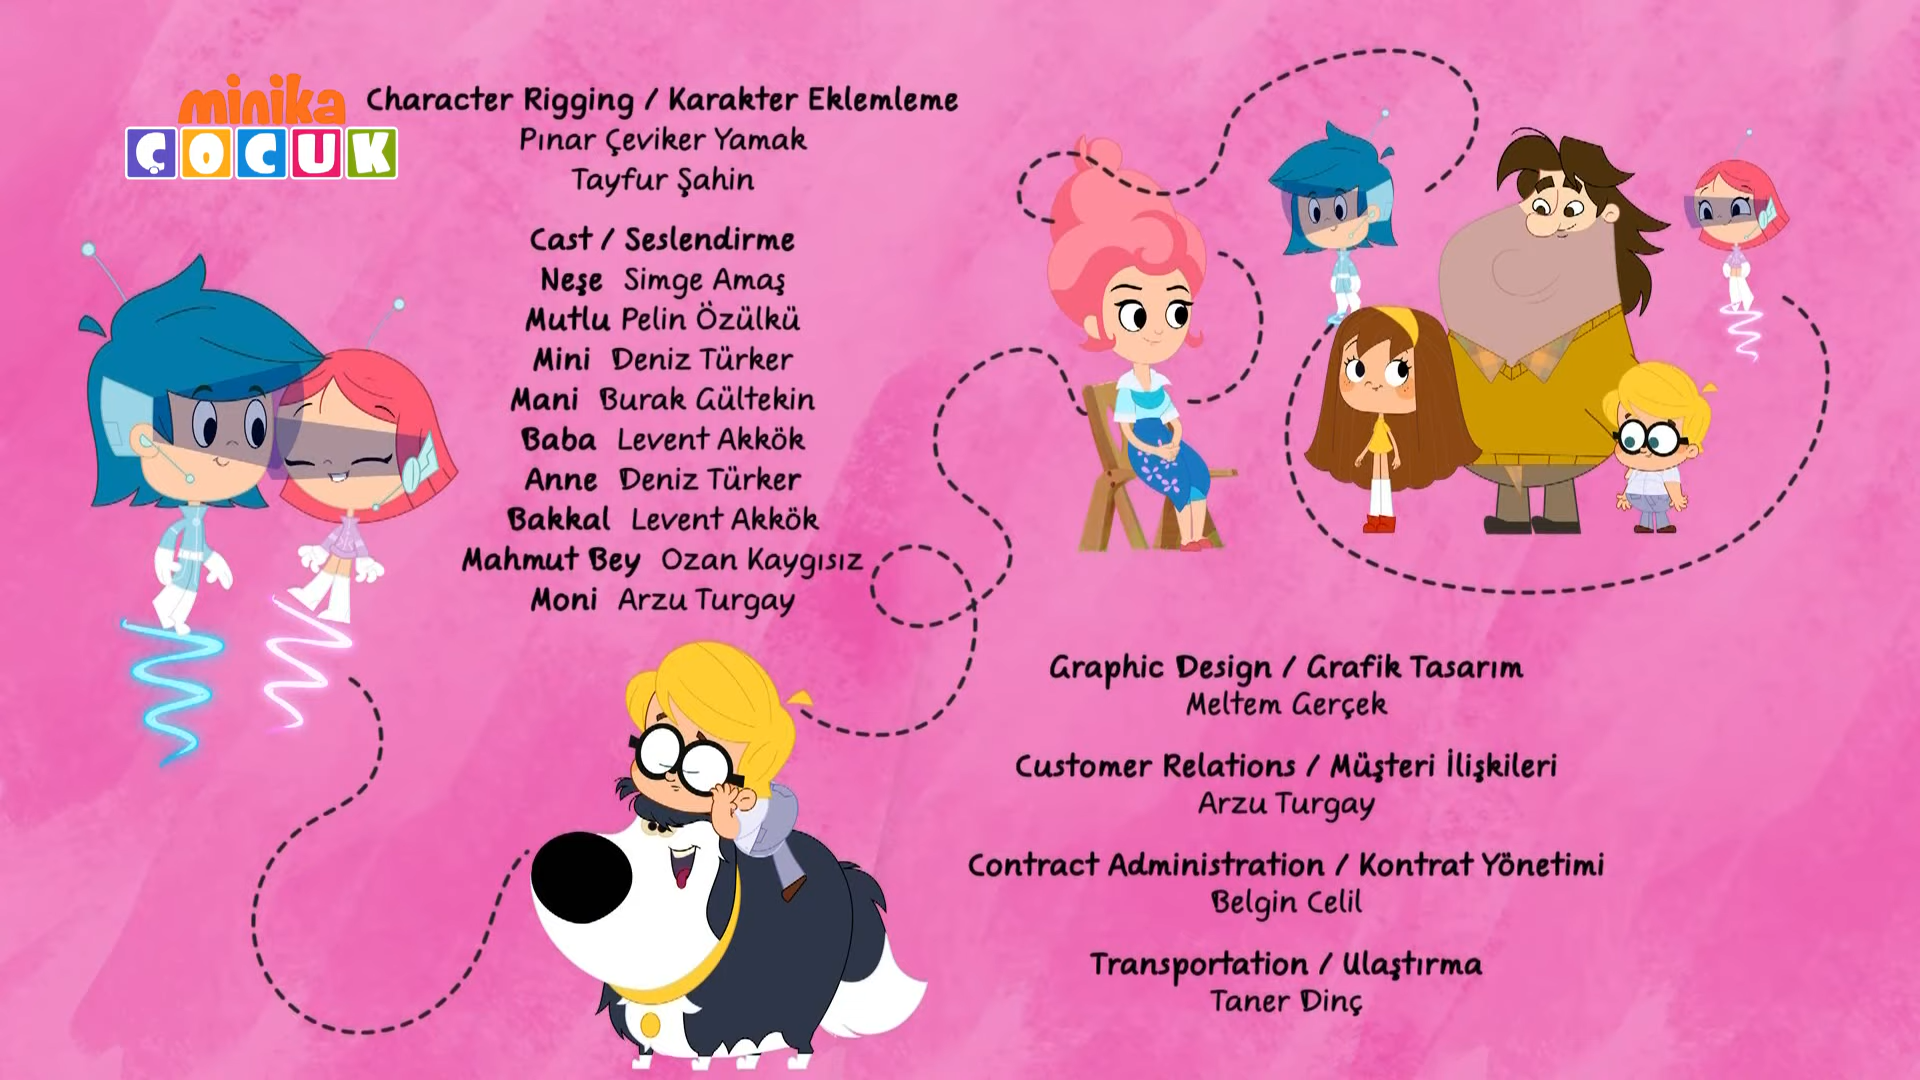 minika
ÇOCUK
Character Rigging / Karakter Eklemleme
Pınar Çeviker Yamak
Tayfur Şahin
Cast / Seslendirme
Neşe Simge Amaş
Mutlu Pelin Özülkü
Mini Deniz Türker
Mani Burak Gültekin
Baba Levent Akkök
Anne Deniz Türker
Bakkal Levent Akkök
Mahmut Bey Ozan Kaygısız
Moni Arzu Turgay
Graphic Design / Grafik Tasarım
Meltem Gerçek
Customer Relations / Müşteri İlişkileri
Arzu Turgay
Contract Administration / Kontrat Yönetimi
Belgin Celil
Transportation / Ulaştırma
Taner Dinç